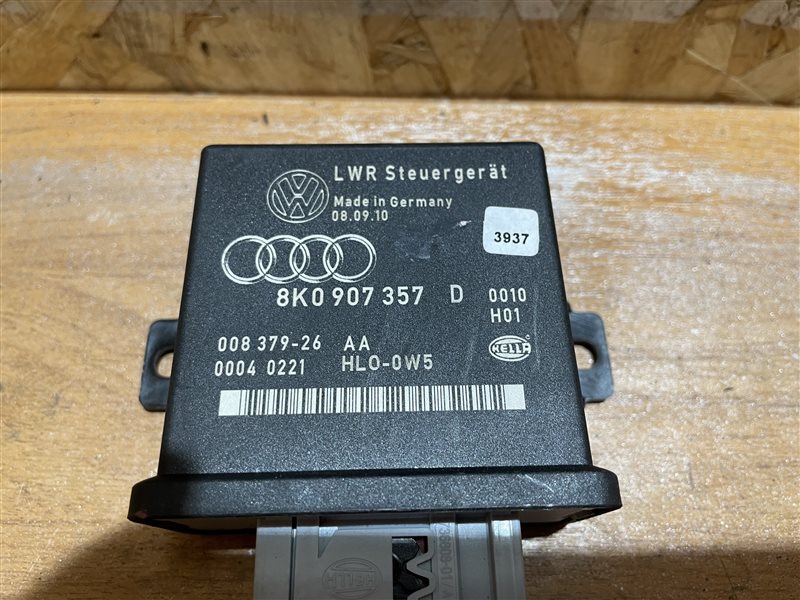 LWR Steuergerät
Made in Germany
08.09.10
3937
8K0 907 357 D 0010
H01
008 379-26 AA
0004 0221 HLO-0W5
HELLA
HELLA